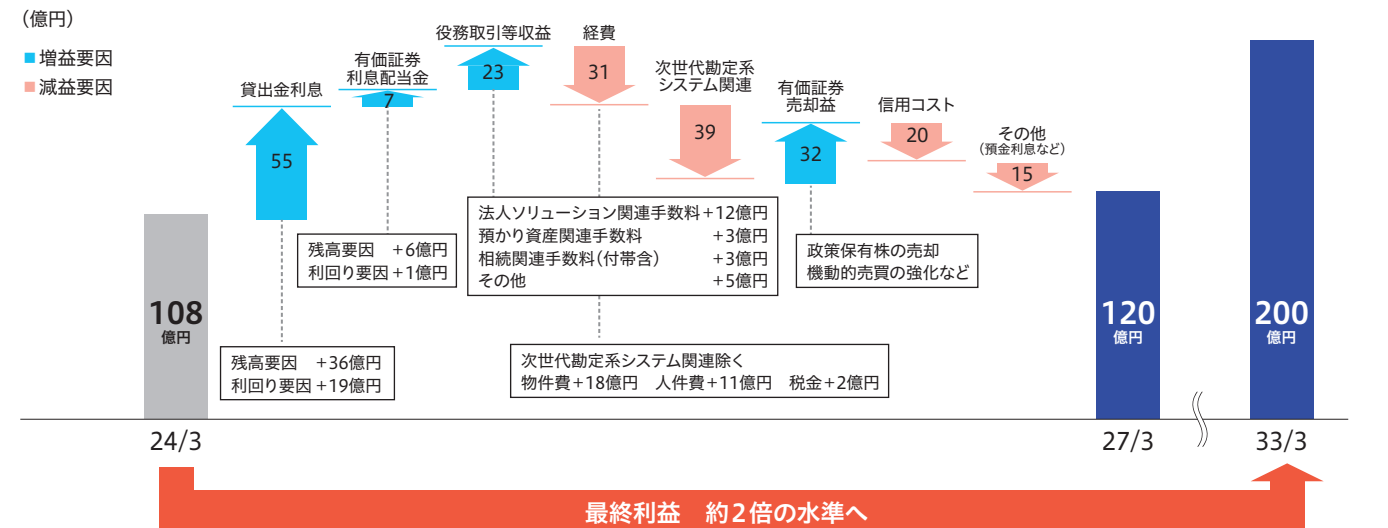 （億円）
■増益要因
■減益要因
貸出金利息
55
有価証券
利息配当金
7
役務取引等収益
23
経費
31
次世代勘定系
システム関連
39
有価証券
売却益
32
信用コスト
20
その他
（預金利息など）
15
残高要因　+36億円
利回り要因+19億円
残高要因　+6億円
利回り要因+1億円
法人ソリューション関連手数料+12億円
預かり資産関連手数料　+3億円
相続関連手数料（付帯含）　+3億円
その他　+5億円
次世代勘定系システム関連除く
物件費+18億円　人件費+11億円　税金+2億円
政策保有株の売却
機動的売買の強化など
108
億円
120
億円
200
億円
24/3
27/3
33/3
最終利益　約2倍の水準へ